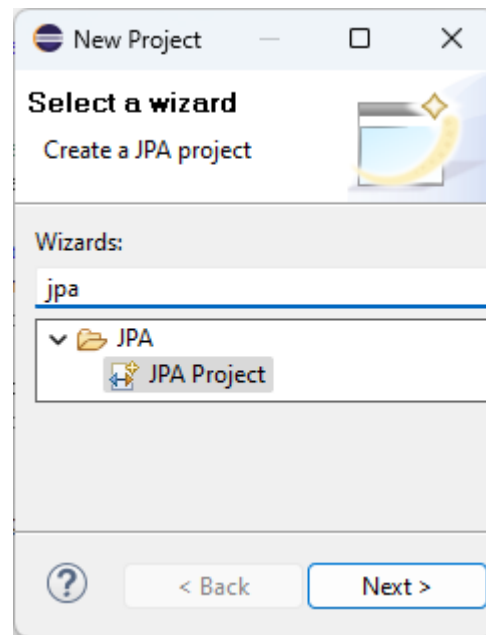 New Project
Select a wizard
Create a JPA project
Wizards:
jpa
JPA
JPA Project
?
< Back
Next >